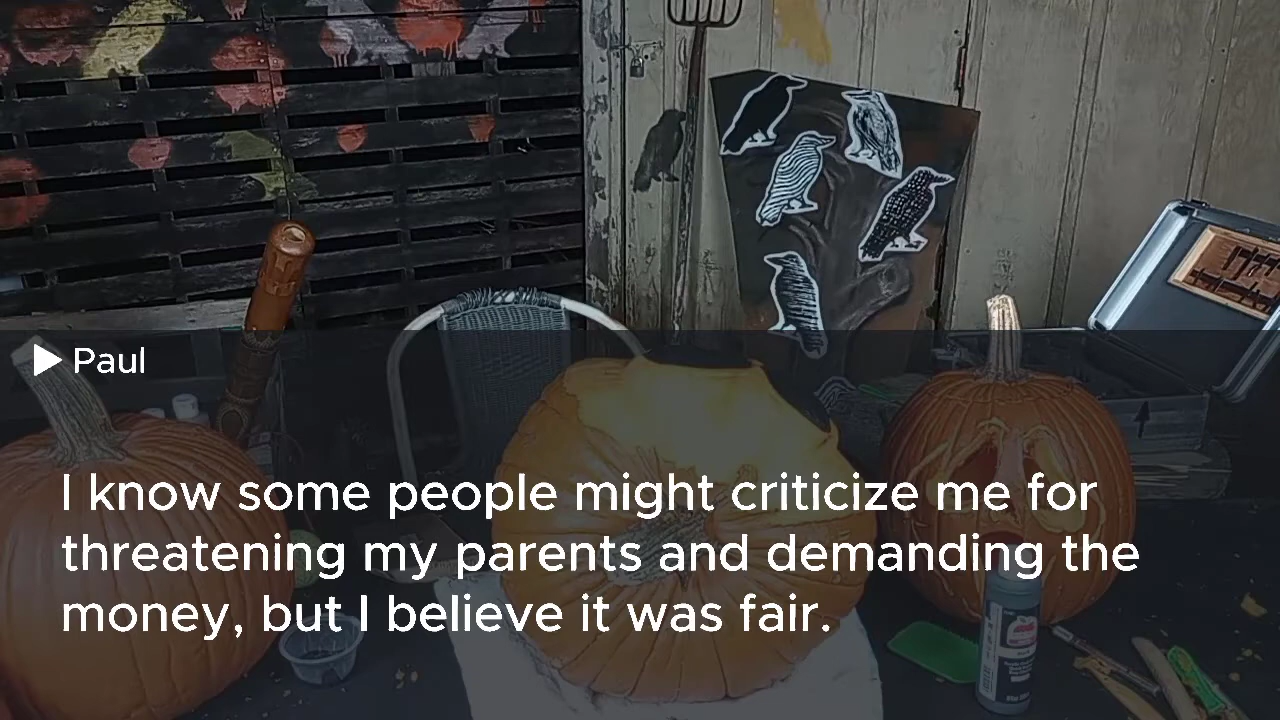 Paul
I know some people might criticize me for
threatening my parents and demanding the
money, but I believe it was fair.